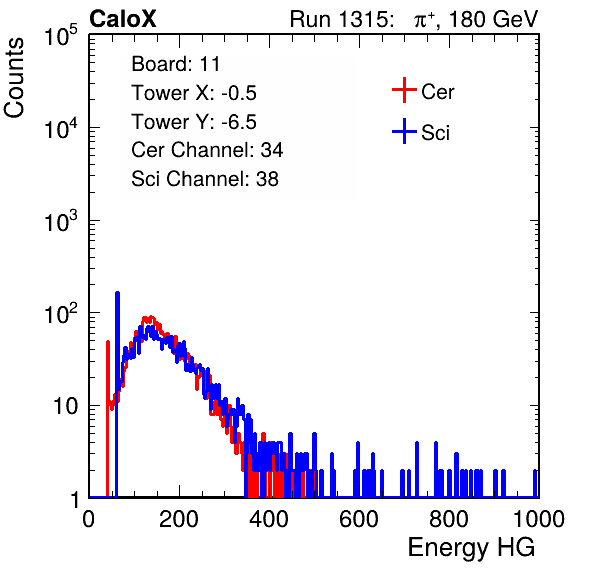 CaloX Run 1315: π⁺, 180 GeV
Counts
10⁵
10⁴
10³
10²
10
1
Board: 11
Tower X: -0.5
Tower Y: -6.5
Cer Channel: 34
Sci Channel: 38
Cer
Sci
0 200 400 600 800 1000
Energy HG